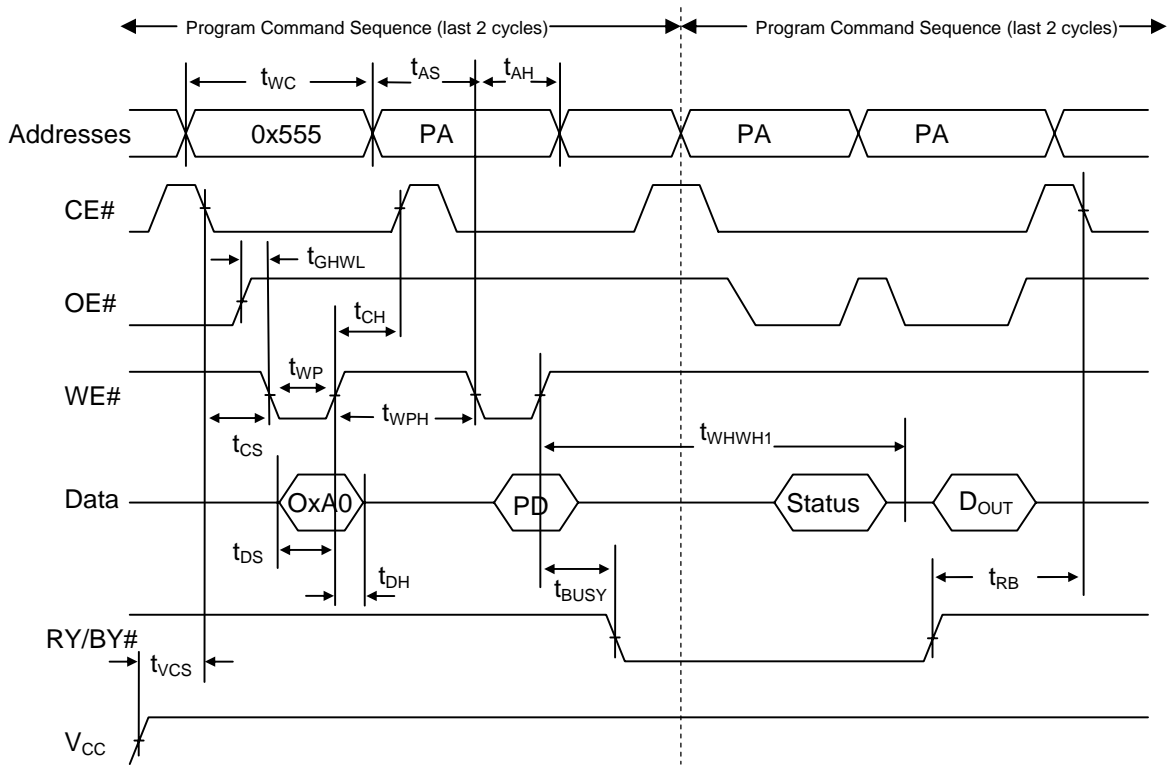 Program Command Sequence (last 2 cycles) Program Command Sequence (last 2 cycles)
tWC tAS tAH
Addresses 0x555 PA PA PA
CE#
tGHWL
OE#
tCH
tWP
WE#
tWPH
tCS tWHWH1
Data OxA0 PD Status DOUT
tDS tDH tBUSY tRB
RY/BY#
tVCS
VCC